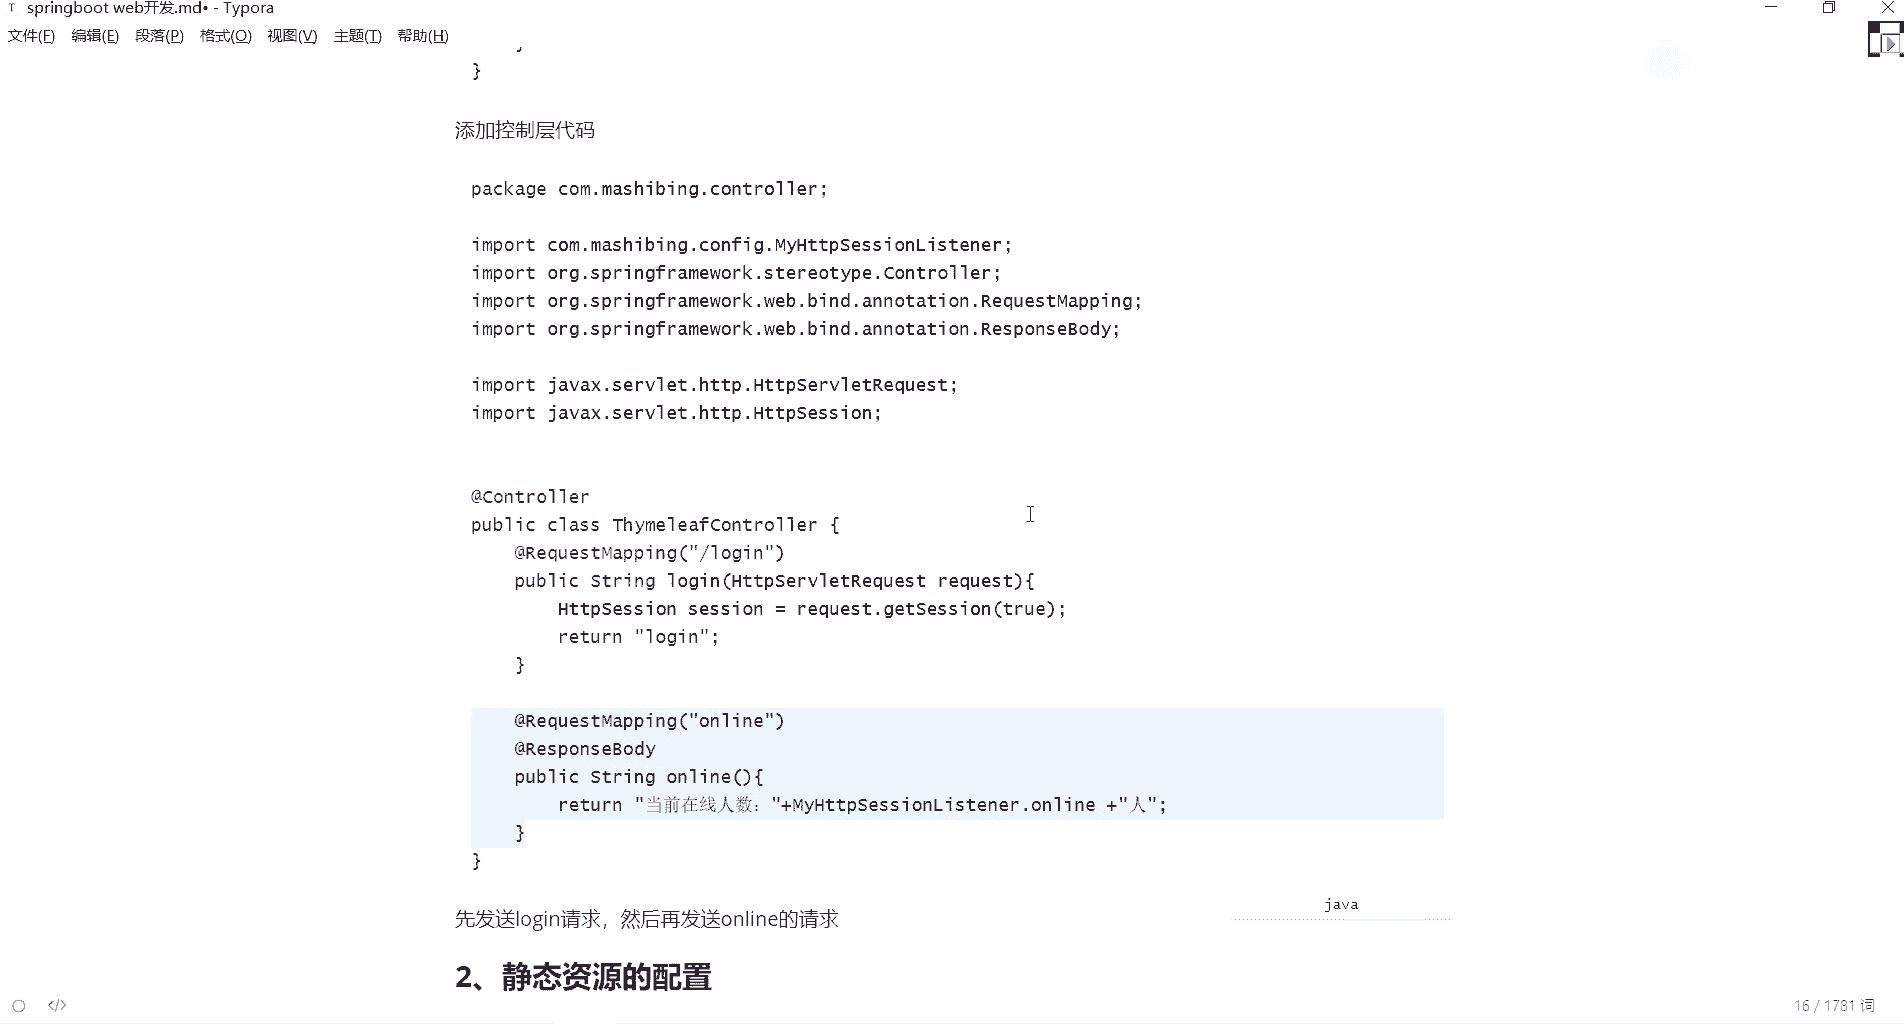 T springboot web开发.md• - Typora
文件(F) 编辑(E) 段落(P) 格式(O) 视图(V) 主题(T) 帮助(H)
}
}
添加控制层代码
package com.mashibing.controller;
import com.mashibing.config.MyHttpSessionListener;
import org.springframework.stereotype.Controller;
import org.springframework.web.bind.annotation.RequestMapping;
import org.springframework.web.bind.annotation.ResponseBody;
import javax.servlet.http.HttpServletRequest;
import javax.servlet.http.HttpSession;
@Controller
public class ThymeleafController {
@RequestMapping("/login")
public String login(HttpServletRequest request){
HttpSession session = request.getSession(true);
return "login";
}
@RequestMapping("online")
@ResponseBody
public String online(){
return "当前在线人数："+MyHttpSessionListener.online +"人";
}
}
java
先发送login请求，然后再发送online的请求
2、静态资源的配置
</> 16 / 1781 词